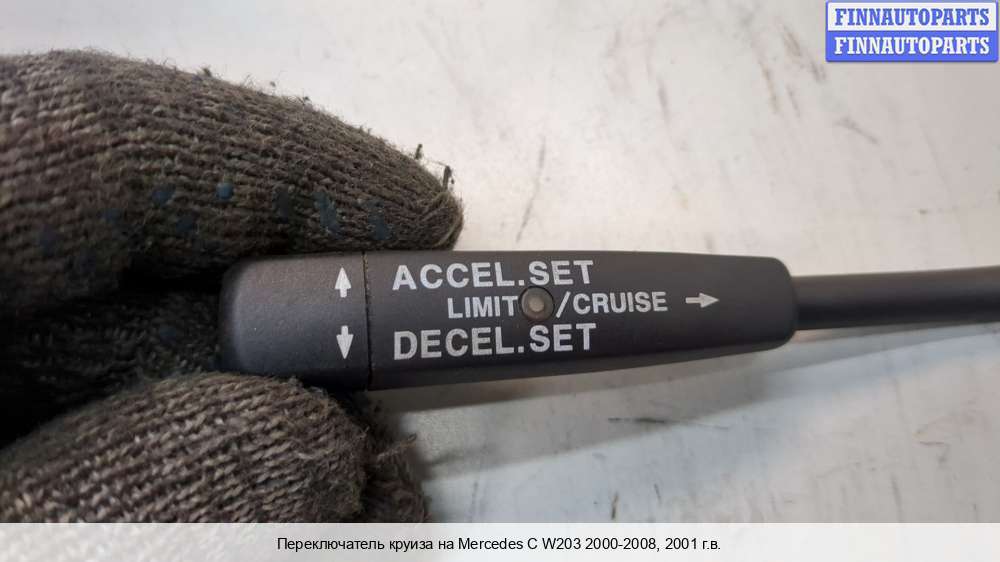 FINNAUTOPARTS
FINNAUTOPARTS
ACCEL.SET
LIMIT /CRUISE →
DECEL.SET
Переключатель круиза на Mercedes C W203 2000-2008, 2001 г.в.